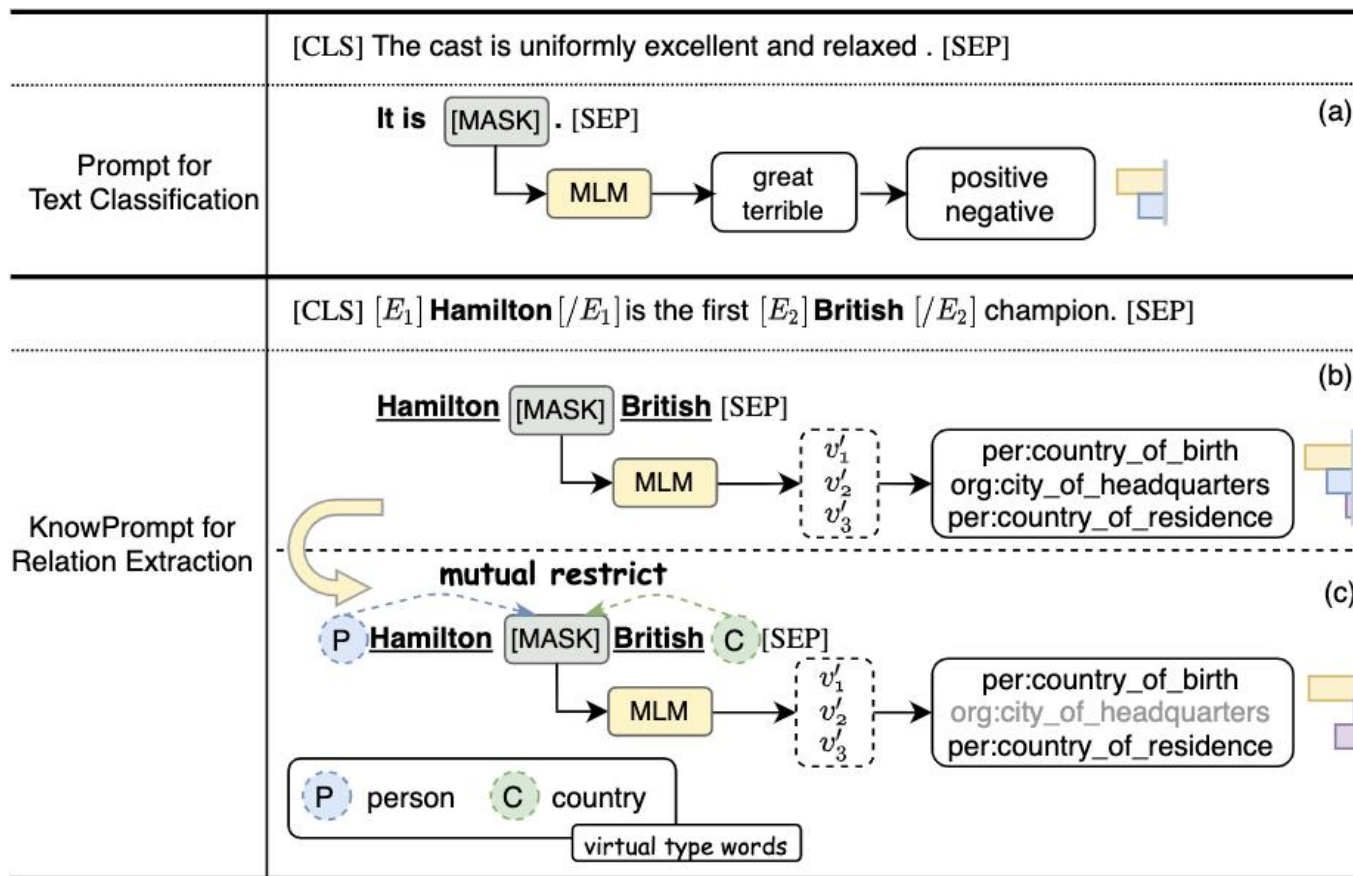 [CLS] The cast is uniformly excellent and relaxed . [SEP]
Prompt for
Text Classification
(a)
It is [MASK] . [SEP]
MLM
great
terrible
positive
negative
[CLS] [E₁] Hamilton [/E₁] is the first [E₂] British [/E₂] champion. [SEP]
KnowPrompt for
Relation Extraction
(b)
Hamilton [MASK] British [SEP]
MLM
v′₁
v′₂
v′₃
per:country_of_birth
org:city_of_headquarters
per:country_of_residence
mutual restrict
(c)
P Hamilton [MASK] British C [SEP]
MLM
v′₁
v′₂
v′₃
per:country_of_birth
org:city_of_headquarters
per:country_of_residence
P person C country
virtual type words